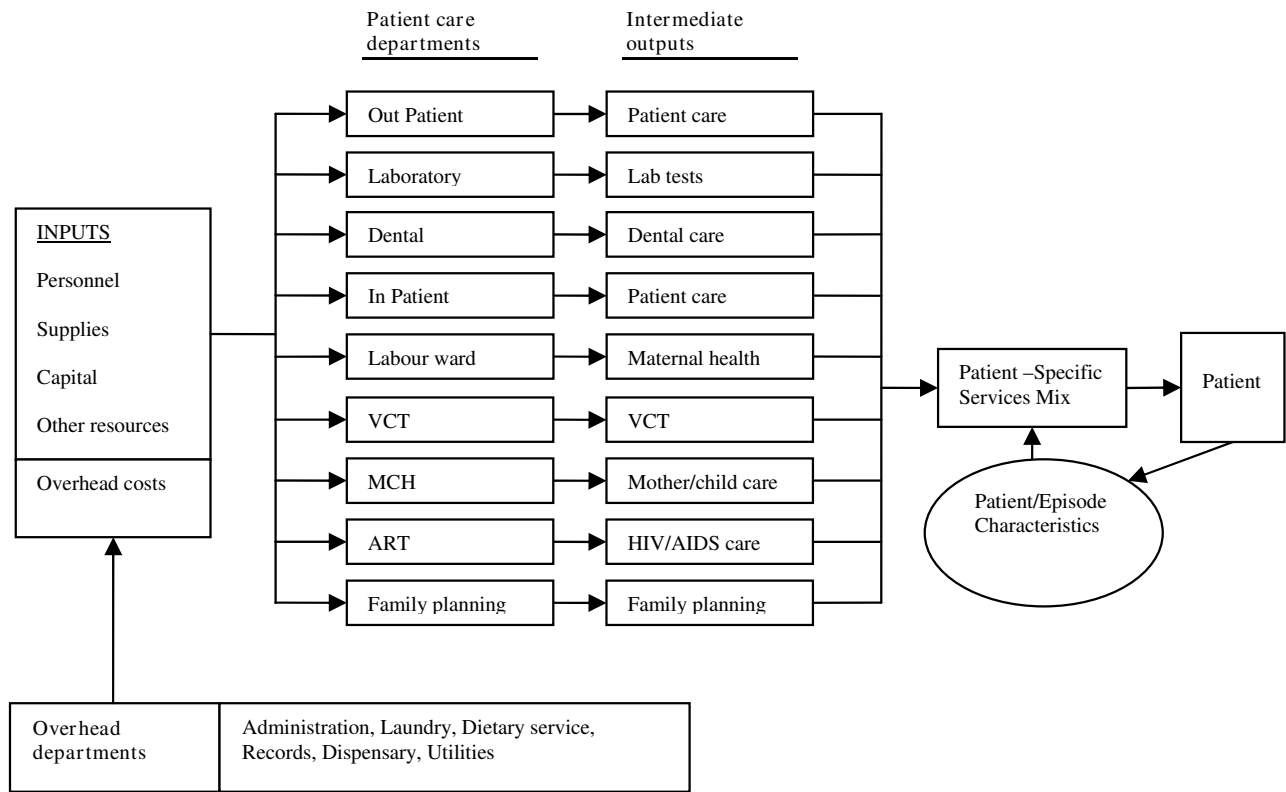 Patient care
departments
Intermediate
outputs
Out Patient
Patient care
Laboratory
Lab tests
Dental
Dental care
In Patient
Patient care
Labour ward
Maternal health
VCT
VCT
MCH
Mother/child care
ART
HIV/AIDS care
Family planning
Family planning
INPUTS
Personnel
Supplies
Capital
Other resources
Overhead costs
Patient –Specific
Services Mix
Patient
Patient/Episode
Characteristics
Overhead
departments
Administration, Laundry, Dietary service,
Records, Dispensary, Utilities